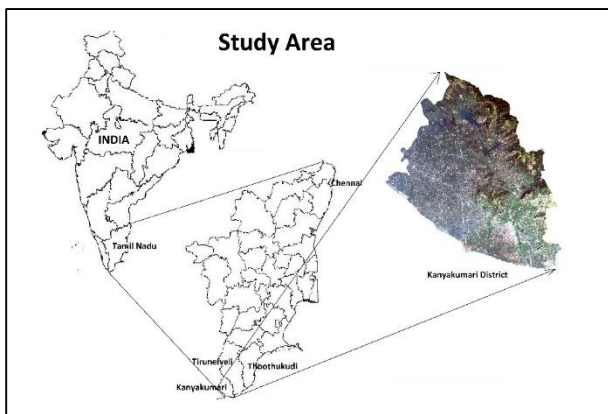 Study Area
INDIA
Tamil Nadu
Chennai
Kanyakumari District
Tirunelveli
Thoothukudi
Kanyakumari